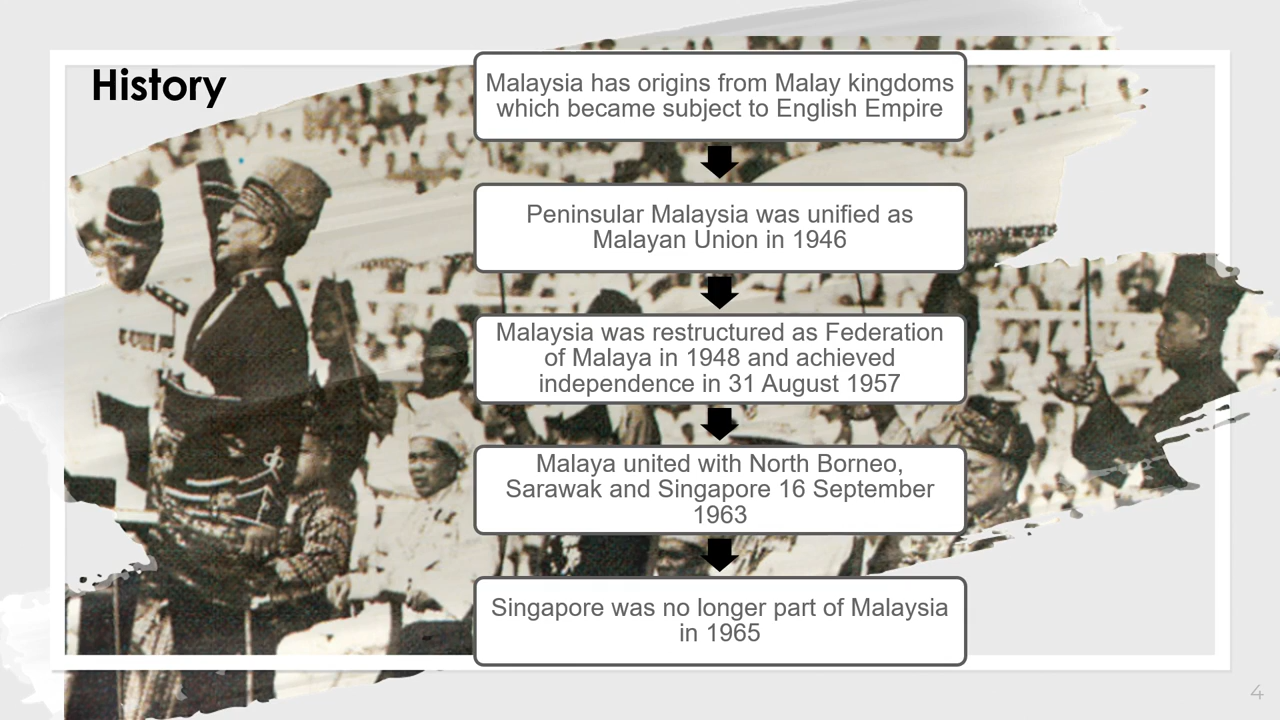 History
Malaysia has origins from Malay kingdoms
which became subject to English Empire
Peninsular Malaysia was unified as
Malayan Union in 1946
Malaysia was restructured as Federation
of Malaya in 1948 and achieved
independence in 31 August 1957
Malaya united with North Borneo,
Sarawak and Singapore 16 September
1963
Singapore was no longer part of Malaysia
in 1965
4